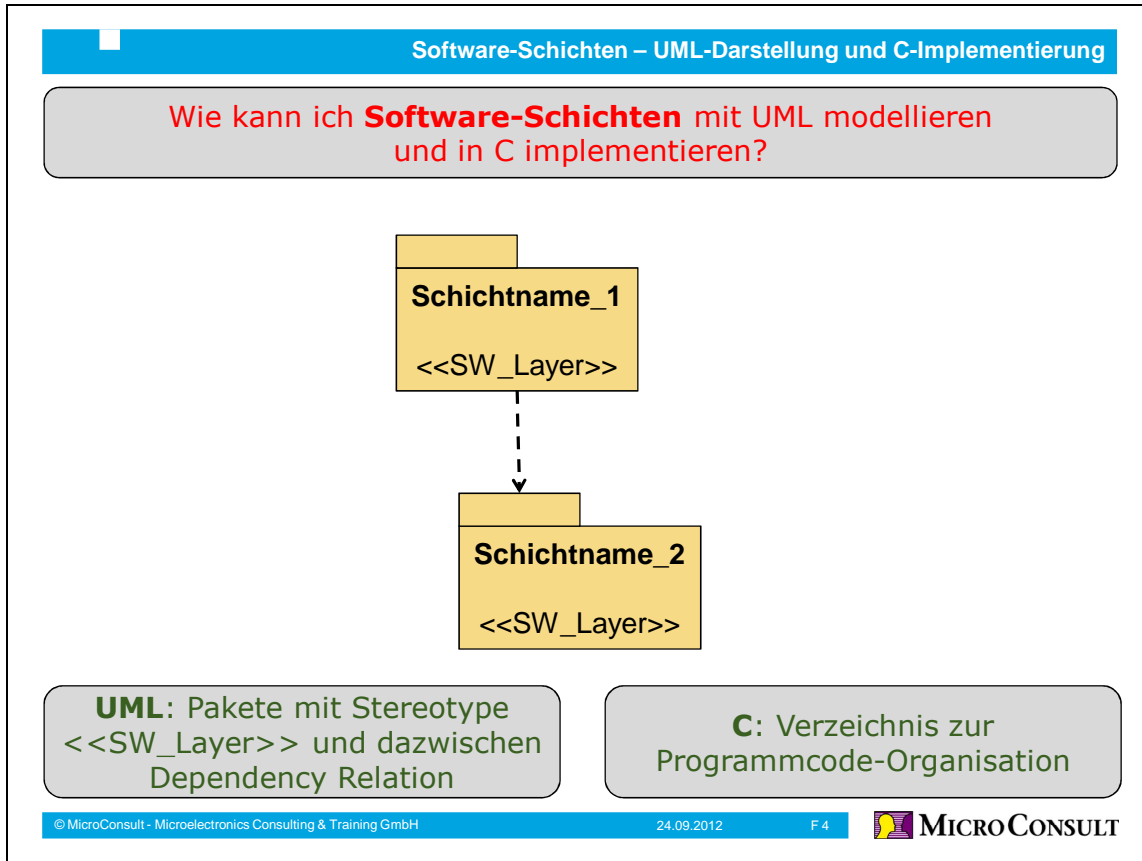 Software-Schichten – UML-Darstellung und C-Implementierung
Wie kann ich Software-Schichten mit UML modellieren
und in C implementieren?
Schichtname_1
<<SW_Layer>>
Schichtname_2
<<SW_Layer>>
UML: Pakete mit Stereotype
<<SW_Layer>> und dazwischen
Dependency Relation
C: Verzeichnis zur
Programmcode-Organisation
© MicroConsult - Microelectronics Consulting & Training GmbH
24.09.2012
F 4
MICROCONSULT